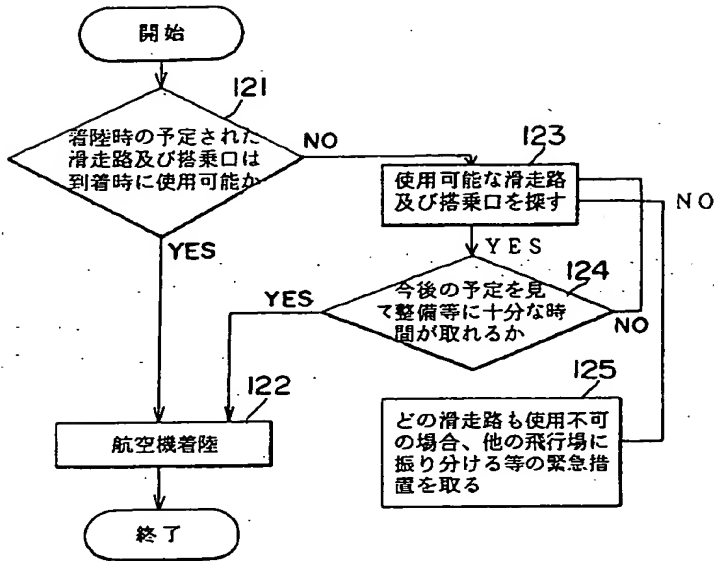 開始
121
着陸時の予定された
滑走路及び搭乗口は
到着時に使用可能か
NO
YES
123
使用可能な滑走路
及び搭乗口を探す
NO
YES
124
今後の予定を見
て整備等に十分な時
間が取れるか
YES
NO
125
どの滑走路も使用不可
の場合、他の飛行場に
振り分ける等の緊急措
置を取る
122
航空機着陸
終了